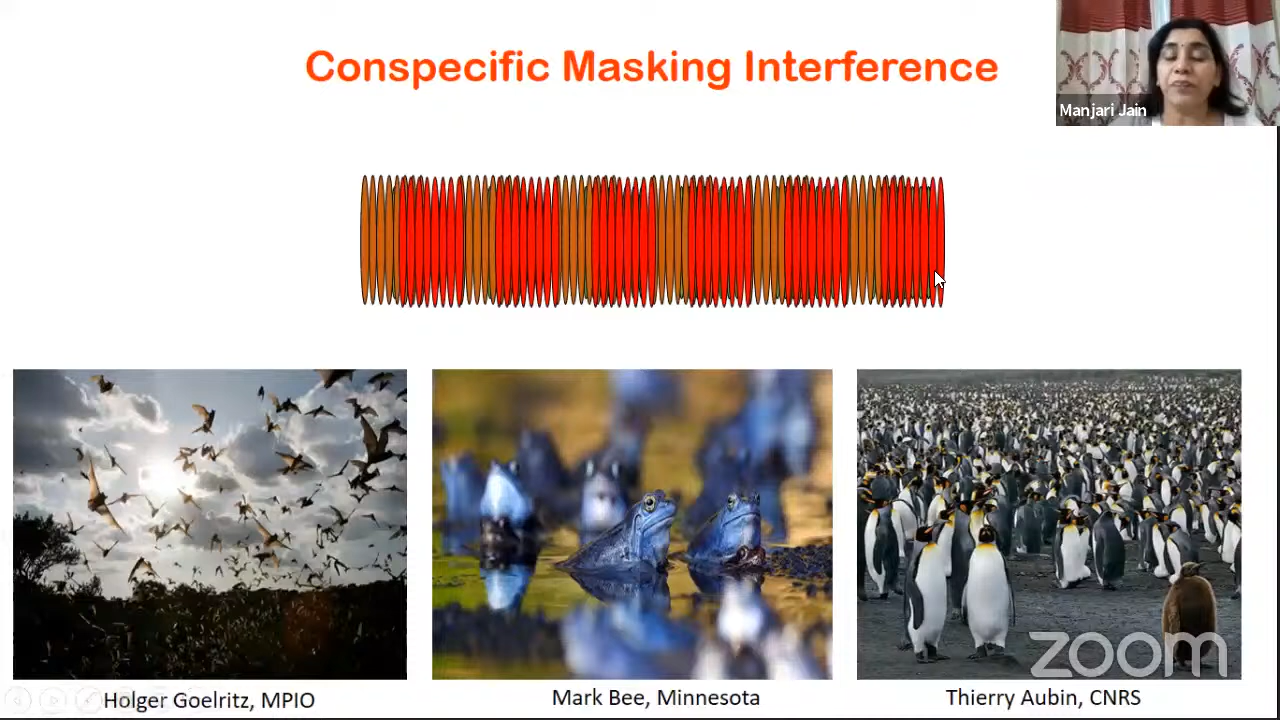 Conspecific Masking Interference
Manjari Jain
zoom
Holger Goelritz, MPIO
Mark Bee, Minnesota
Thierry Aubin, CNRS